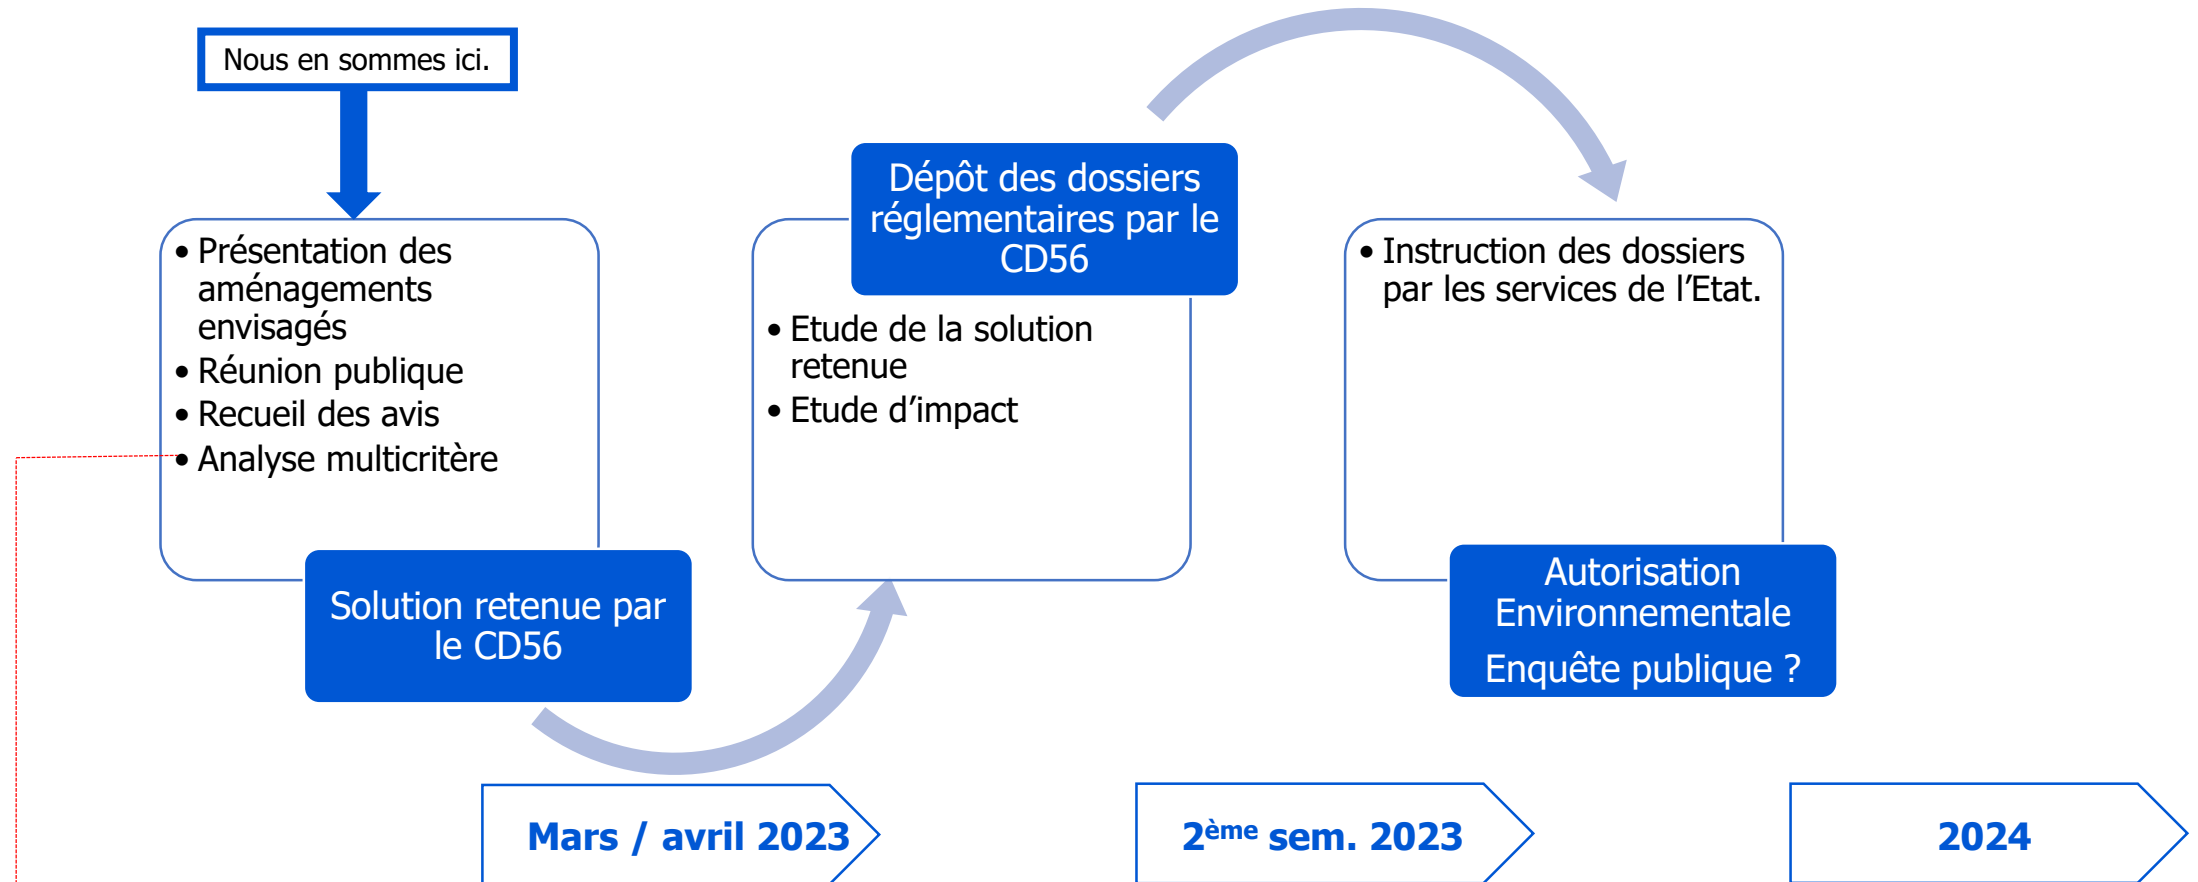 Nous en sommes ici.
• Présentation des
aménagements
envisagés
• Réunion publique
• Recueil des avis
• Analyse multicritère
Solution retenue par
le CD56
Dépôt des dossiers
réglementaires par le
CD56
• Etude de la solution
retenue
• Etude d’impact
• Instruction des dossiers
par les services de l’Etat.
Autorisation
Environnementale
Enquête publique ?
Mars / avril 2023
2ème sem. 2023
2024